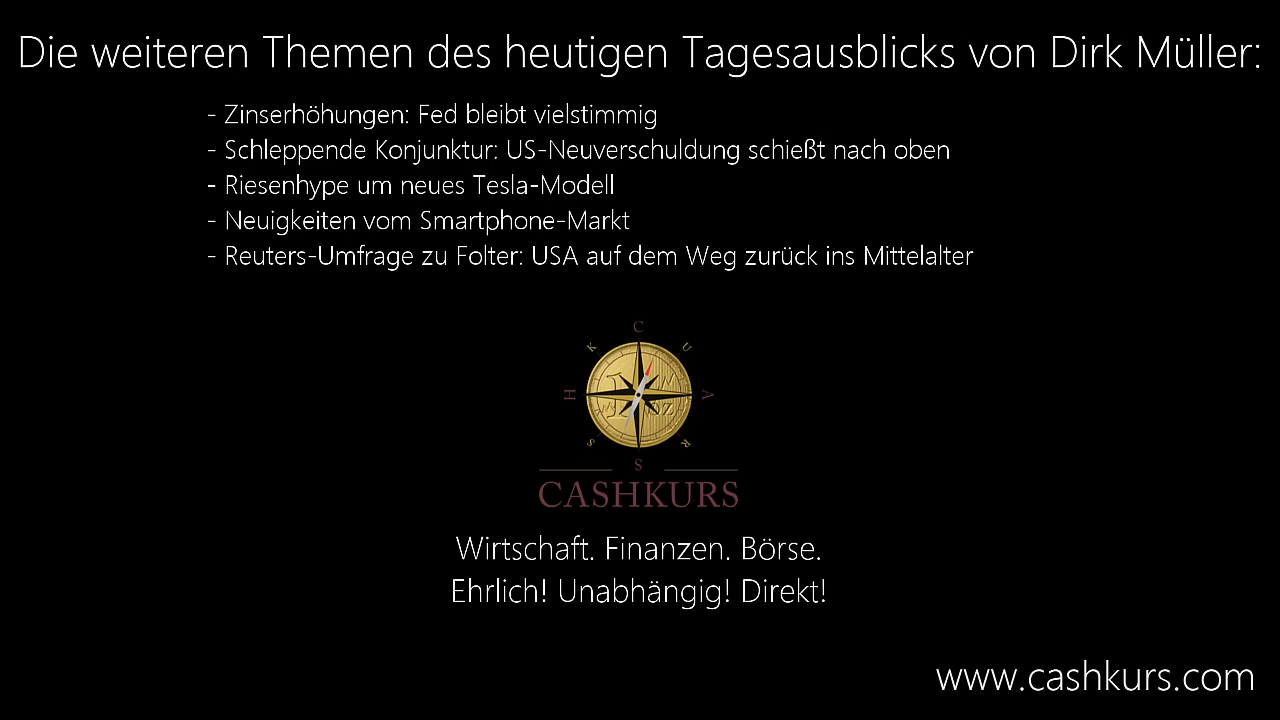 Die weiteren Themen des heutigen Tagesausblicks von Dirk Müller:
- Zinserhöhungen: Fed bleibt vielstimmig
- Schleppende Konjunktur: US-Neuverschuldung schießt nach oben
- Riesenhype um neues Tesla-Modell
- Neuigkeiten vom Smartphone-Markt
- Reuters-Umfrage zu Folter: USA auf dem Weg zurück ins Mittelalter
C U A R S S H K
CASHKURS
Wirtschaft. Finanzen. Börse.
Ehrlich! Unabhängig! Direkt!
www.cashkurs.com